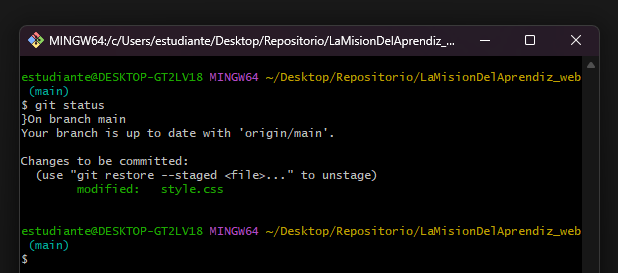 MINGW64:/c/Users/estudiante/Desktop/Repositorio/LaMisionDelAprendiz_...
estudiante@DESKTOP-GT2LV18 MINGW64 ~/Desktop/Repositorio/LaMisionDelAprendiz_web
(main)
$ git status
}On branch main
Your branch is up to date with 'origin/main'.
Changes to be committed:
(use "git restore --staged <file>..." to unstage)
modified:   style.css
estudiante@DESKTOP-GT2LV18 MINGW64 ~/Desktop/Repositorio/LaMisionDelAprendiz_web
(main)
$